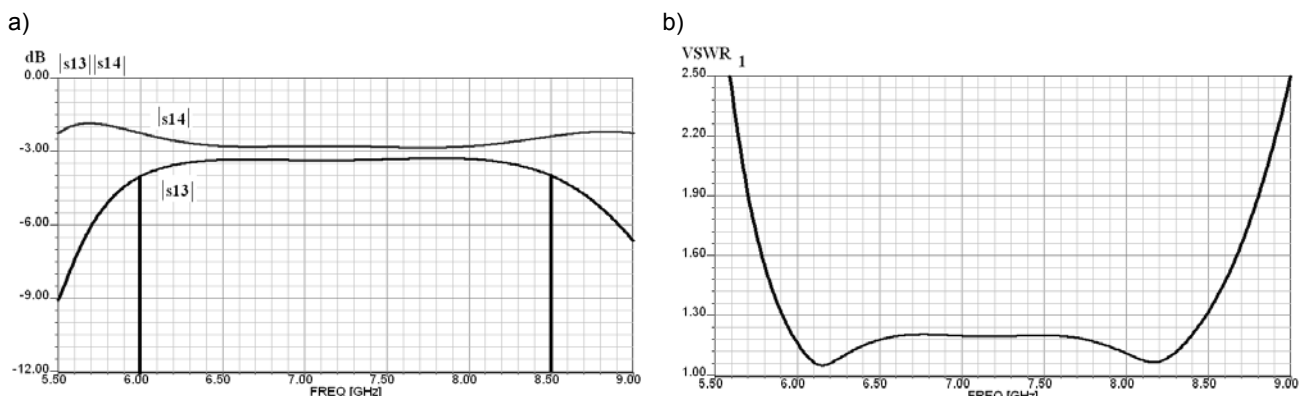 a)
dB
|s13||s14|
0.00
|s14|
-3.00
|s13|
-6.00
-9.00
-12.00
5.50 6.00 6.50 7.00 7.50 8.00 8.50 9.00
FREQ [GHz]
b)
VSWR 1
2.50
2.20
1.90
1.60
1.30
1.00
5.50 6.00 6.50 7.00 7.50 8.00 8.50 9.00
FREQ [GHz]